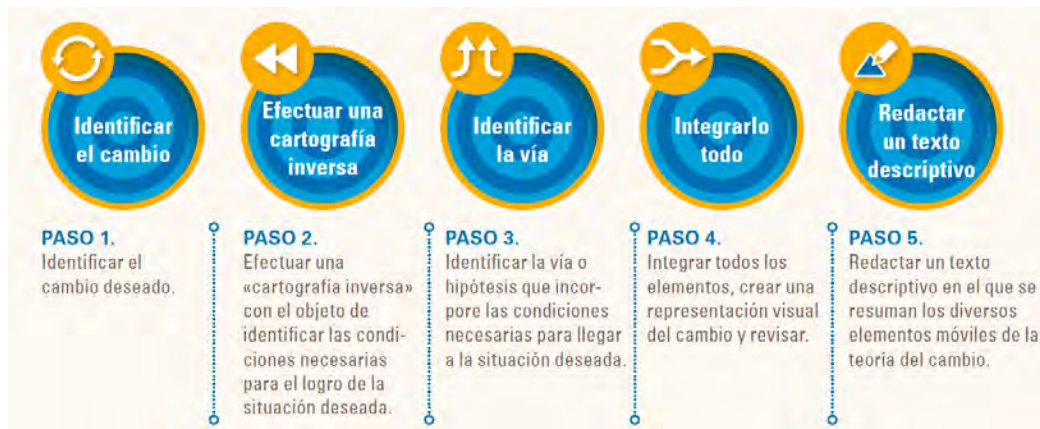 Identificar
el cambio
Efectuar una
cartografía
inversa
Identificar
la vía
Integrarlo
todo
Redactar
un texto
descriptivo
PASO 1.
Identificar el
cambio deseado.
PASO 2.
Efectuar una
«cartografía inversa»
con el objeto de
identificar las condi-
ciones necesarias
para el logro de la
situación deseada.
PASO 3.
Identificar la vía o
hipótesis que incor-
pore las condiciones
necesarias para llegar
a la situación deseada.
PASO 4.
Integrar todos los
elementos, crear una
representación visual
del cambio y revisar.
PASO 5.
Redactar un texto
descriptivo en el que se
resuman los diversos
elementos móviles de la
teoría del cambio.